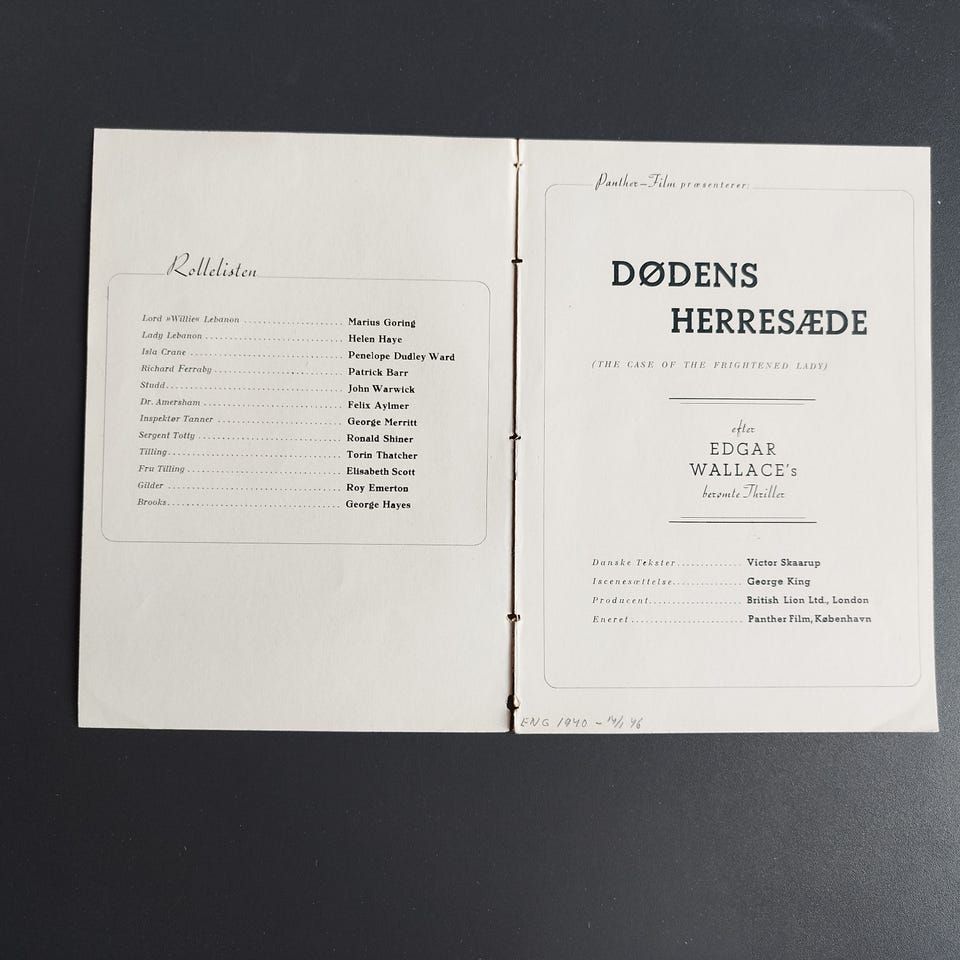 Rollelisten
Lord »Willie« Lebanon ..................... Marius Goring
Lady Lebanon ............................. Helen Haye
Isla Crane ................................ Penelope Dudley Ward
Richard Ferraby ........................... Patrick Barr
Studd..................................... John Warwick
Dr. Amersham ............................. Felix Aylmer
Inspektør Tanner .......................... George Merritt
Sergent Totty ............................. Ronald Shiner
Tilling.................................... Torin Thatcher
Fru Tilling ................................ Elisabeth Scott
Gilder .................................... Roy Emerton
Brooks.................................... George Hayes
Panther-Film præsenterer:
DØDENS
HERRESÆDE
(THE CASE OF THE FRIGHTENED LADY)
efter
EDGAR
WALLACE's
berømte Thriller
Danske Tekster.............. Victor Skaarup
Iscenesættelse............... George King
Producent.................... British Lion Ltd., London
Eneret ........................ Panther Film, København
ENG 1940 - 14/1 46